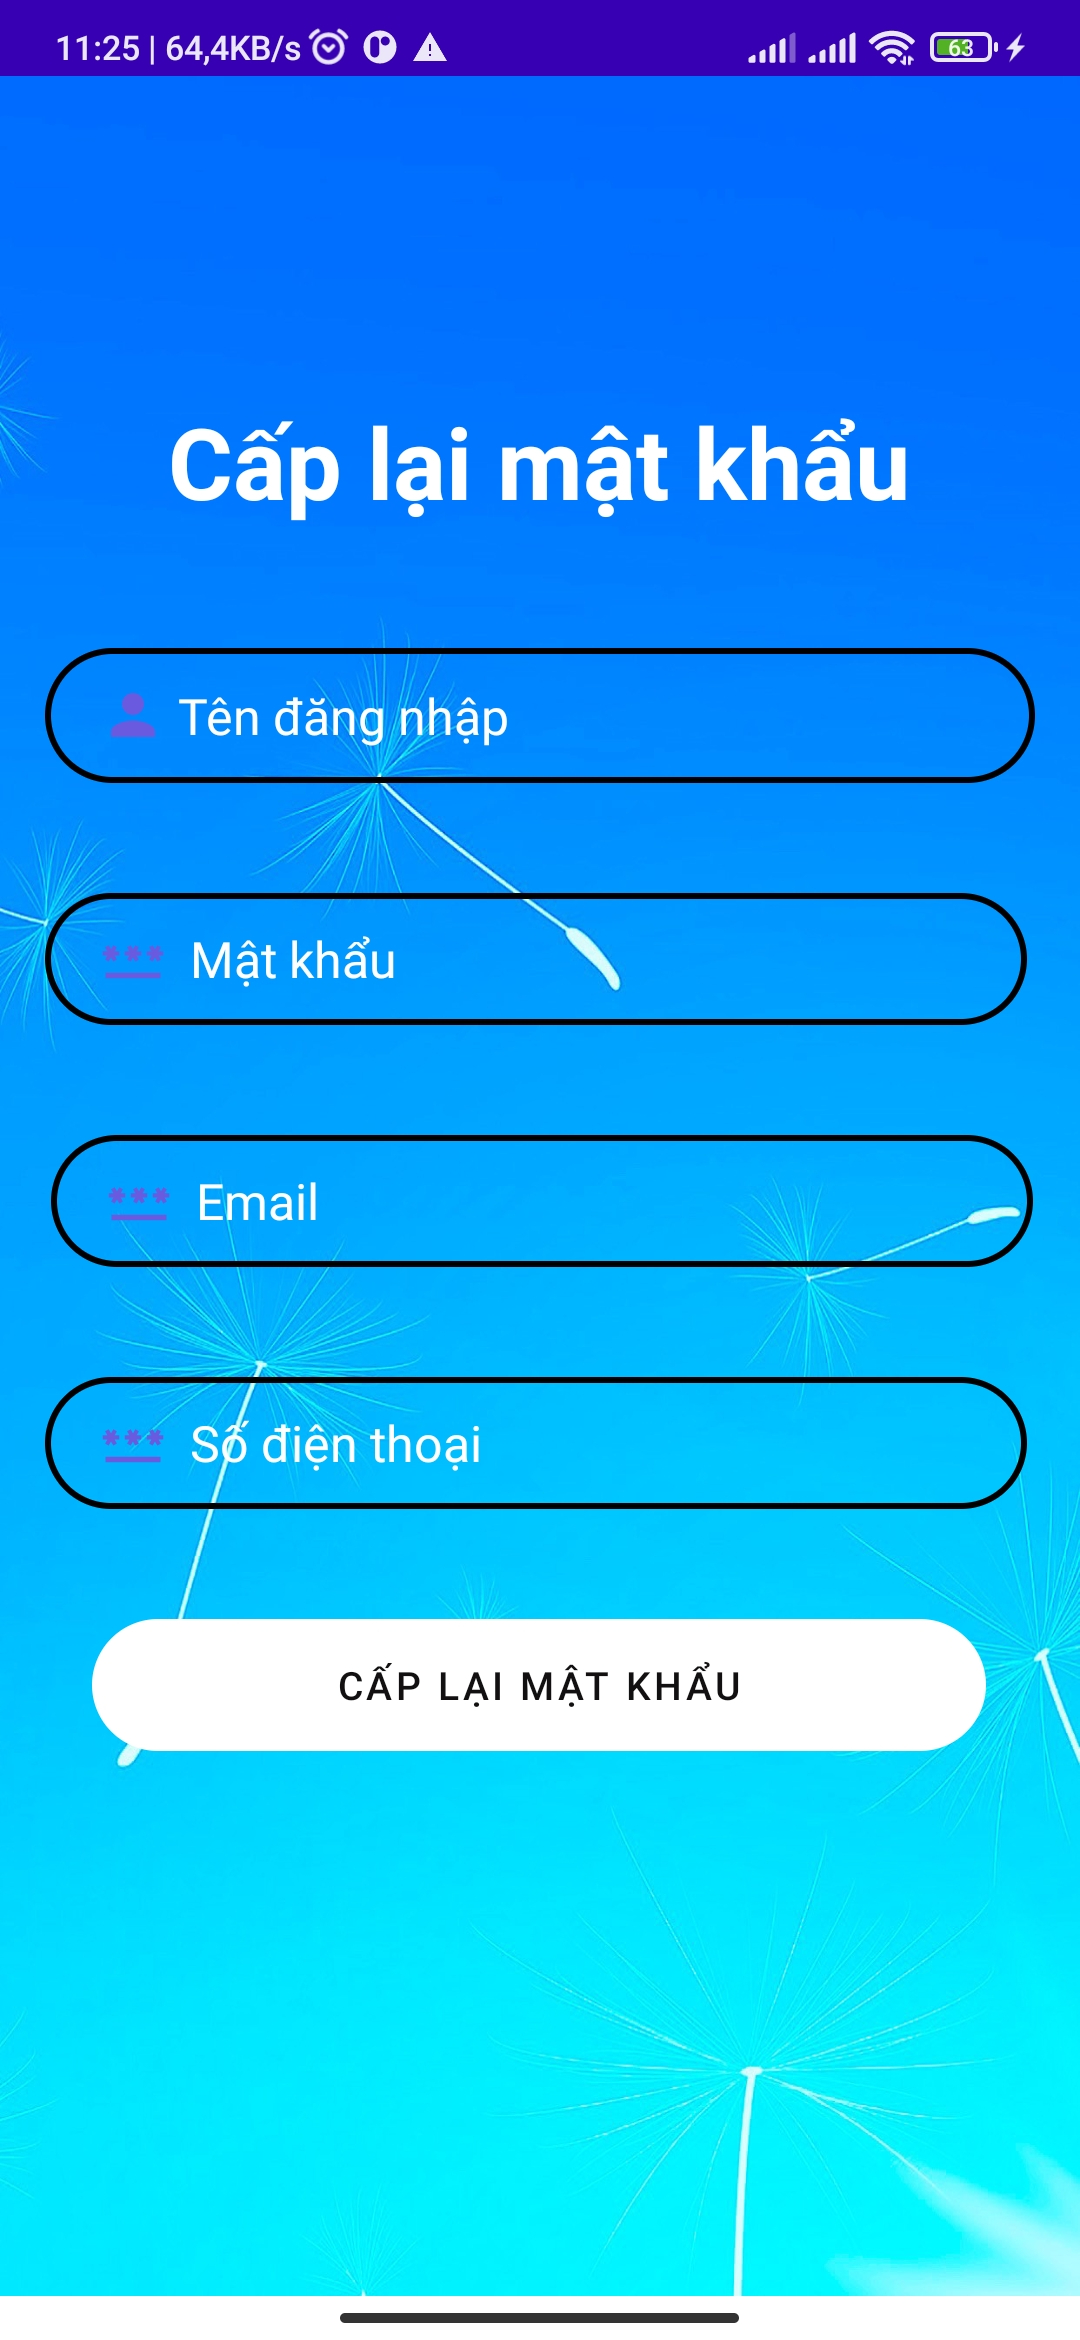 11:25 | 64,4KB/s
63
Cấp lại mật khẩu
Tên đăng nhập
*** Mật khẩu
*** Email
*** Số điện thoại
CẤP LẠI MẬT KHẨU